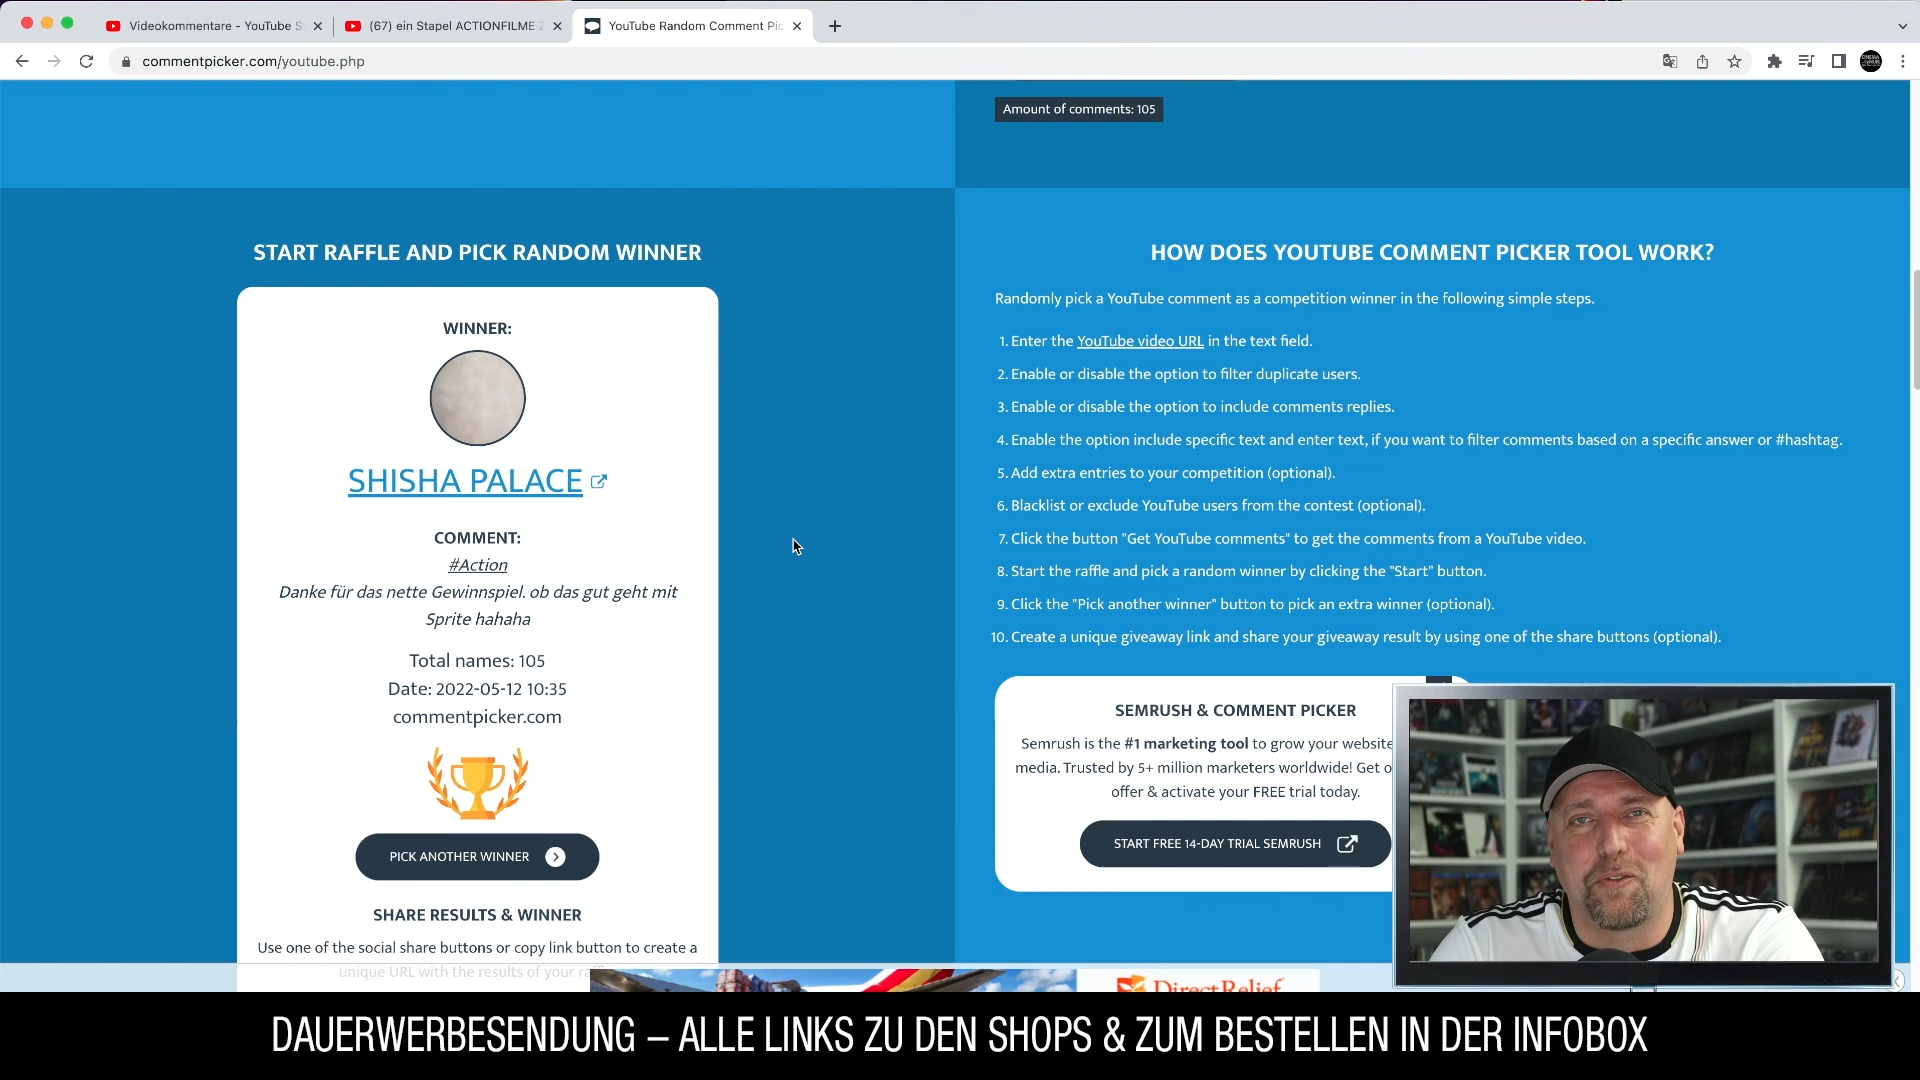 Videokommentare - YouTube S
(67) ein Stapel ACTIONFILME
YouTube Random Comment Pic
commentpicker.com/youtube.php
Amount of comments: 105
START RAFFLE AND PICK RANDOM WINNER
WINNER:
SHISHA PALACE
COMMENT:
#Action
Danke für das nette Gewinnspiel. ob das gut geht mit
Sprite hahaha
Total names: 105
Date: 2022-05-12 10:35
commentpicker.com
PICK ANOTHER WINNER
SHARE RESULTS & WINNER
Use one of the social share buttons or copy link button to create a
unique URL with the results of your
HOW DOES YOUTUBE COMMENT PICKER TOOL WORK?
Randomly pick a YouTube comment as a competition winner in the following simple steps.
1. Enter the YouTube video URL in the text field.
2. Enable or disable the option to filter duplicate users.
3. Enable or disable the option to include comments replies.
4. Enable the option include specific text and enter text, if you want to filter comments based on a specific answer or #hashtag.
5. Add extra entries to your competition (optional).
6. Blacklist or exclude YouTube users from the contest (optional).
7. Click the button "Get YouTube comments" to get the comments from a YouTube video.
8. Start the raffle and pick a random winner by clicking the "Start" button.
9. Click the "Pick another winner" button to pick an extra winner (optional).
10. Create a unique giveaway link and share your giveaway result by using one of the share buttons (optional).
SEMRUSH & COMMENT PICKER
Semrush is the #1 marketing tool to grow your website
media. Trusted by 5+ million marketers worldwide! Get o
offer & activate your FREE trial today.
START FREE 14-DAY TRIAL SEMRUSH
DirectRelief
DAUERWERBESENDUNG – ALLE LINKS ZU DEN SHOPS & ZUM BESTELLEN IN DER INFOBOX